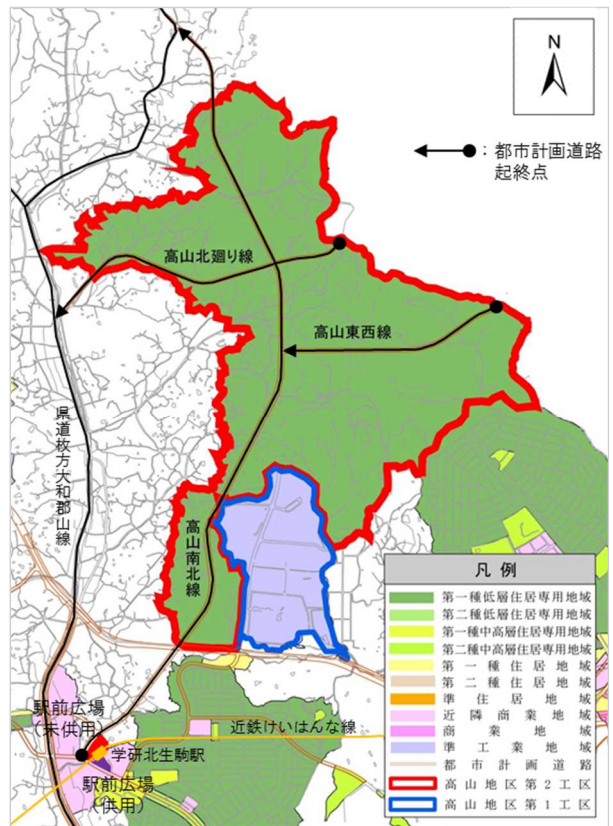 N
：都市計画道路
起終点
高山北廻り線
高山東西線
県道枚方大和郡山線
高山南北線
駅前広場
（未供用）
近鉄けいはんな線
学研北生駒駅
駅前広場
（供用）
凡例
第一種低層住居専用地域
第二種低層住居専用地域
第一種中高層住居専用地域
第二種中高層住居専用地域
第一種住居地域
第二種住居地域
準住居地域
近隣商業地域
商業地域
準工業地域
都市計画道路
高山地区第２工区
高山地区第１工区